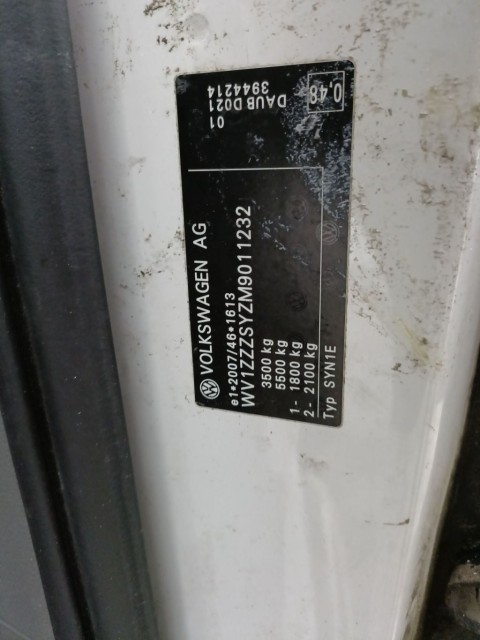 VOLKSWAGEN AG
e1*2007/46*1613
WV1ZZZSYZM9011232
3500 kg
5500 kg
1- 1800 kg
2- 2100 kg
Typ SYN1E
01
DAUB D021
3944214
0,48